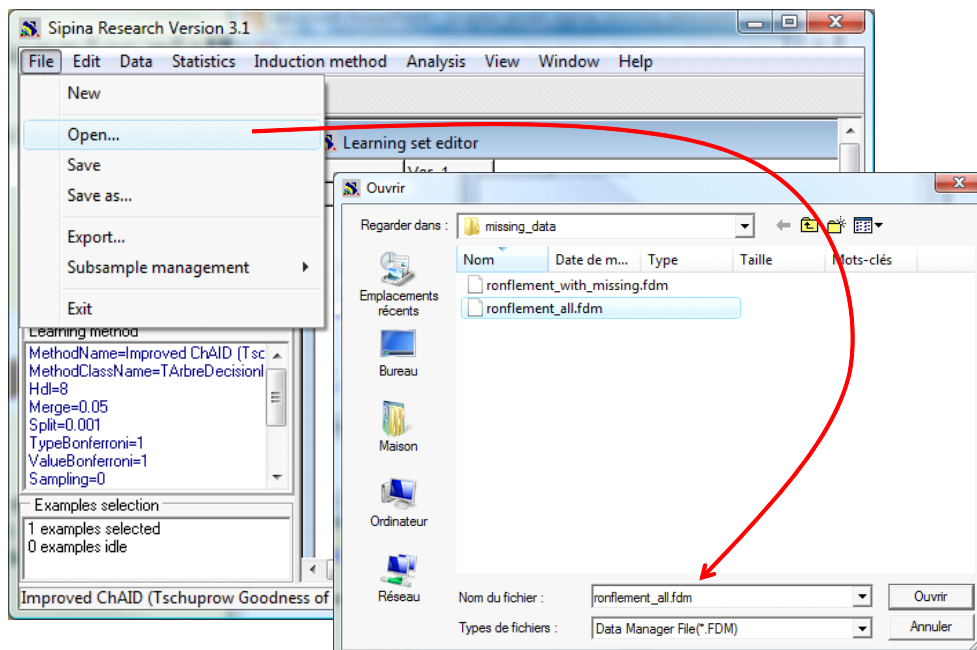 Sipina Research Version 3.1
File Edit Data Statistics Induction method Analysis View Window Help
New
Open...
Save
Save as...
Export...
Subsample management
Exit
Learning set editor
Learning method
MethodName=Improved ChAID (Tsc
MethodClassName=TArbreDecisionI
Hdl=8
Merge=0.05
Split=0.001
TypeBonferroni=1
ValueBonferroni=1
Sampling=0
Examples selection
1 examples selected
0 examples idle
Improved ChAID (Tschuprow Goodness of
Ouvrir
Regarder dans : missing_data
Nom Date de m... Type Taille Mots-clés
ronflement_with_missing.fdm
ronflement_all.fdm
Emplacements
récents
Bureau
Maison
Ordinateur
Réseau
Nom du fichier : ronflement_all.fdm Ouvrir
Types de fichiers : Data Manager File(*.FDM) Annuler